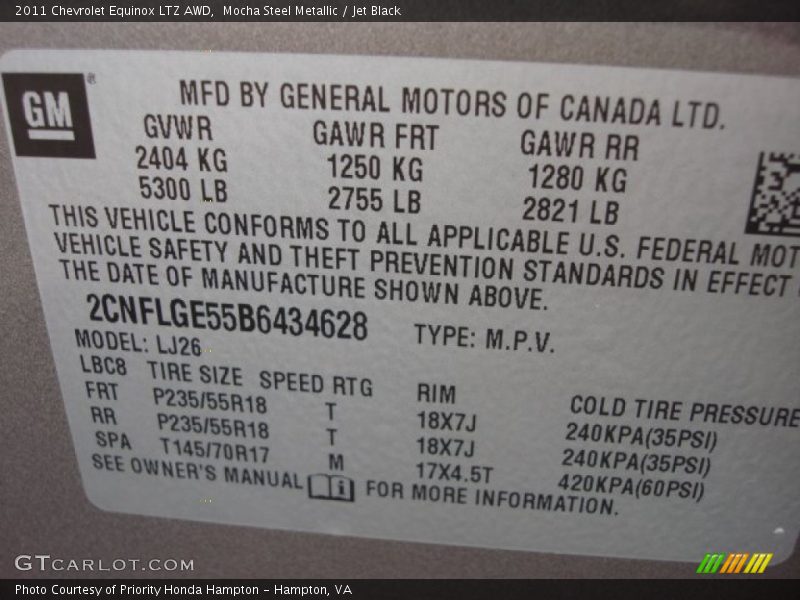 2011 Chevrolet Equinox LTZ AWD, Mocha Steel Metallic / Jet Black
GM ®
MFD BY GENERAL MOTORS OF CANADA LTD.
GVWR GAWR FRT GAWR RR
2404 KG 1250 KG 1280 KG
5300 LB 2755 LB 2821 LB
THIS VEHICLE CONFORMS TO ALL APPLICABLE U.S. FEDERAL MOT
VEHICLE SAFETY AND THEFT PREVENTION STANDARDS IN EFFECT
THE DATE OF MANUFACTURE SHOWN ABOVE.
2CNFLGE55B6434628 TYPE: M.P.V.
MODEL: LJ26
LBC8 TIRE SIZE SPEED RTG RIM COLD TIRE PRESSURE
FRT P235/55R18 T 18X7J 240KPA(35PSI)
RR P235/55R18 T 18X7J 240KPA(35PSI)
SPA T145/70R17 M 17X4.5T 420KPA(60PSI)
SEE OWNER'S MANUAL i FOR MORE INFORMATION.
GTCARLOT.COM
Photo Courtesy of Priority Honda Hampton - Hampton, VA